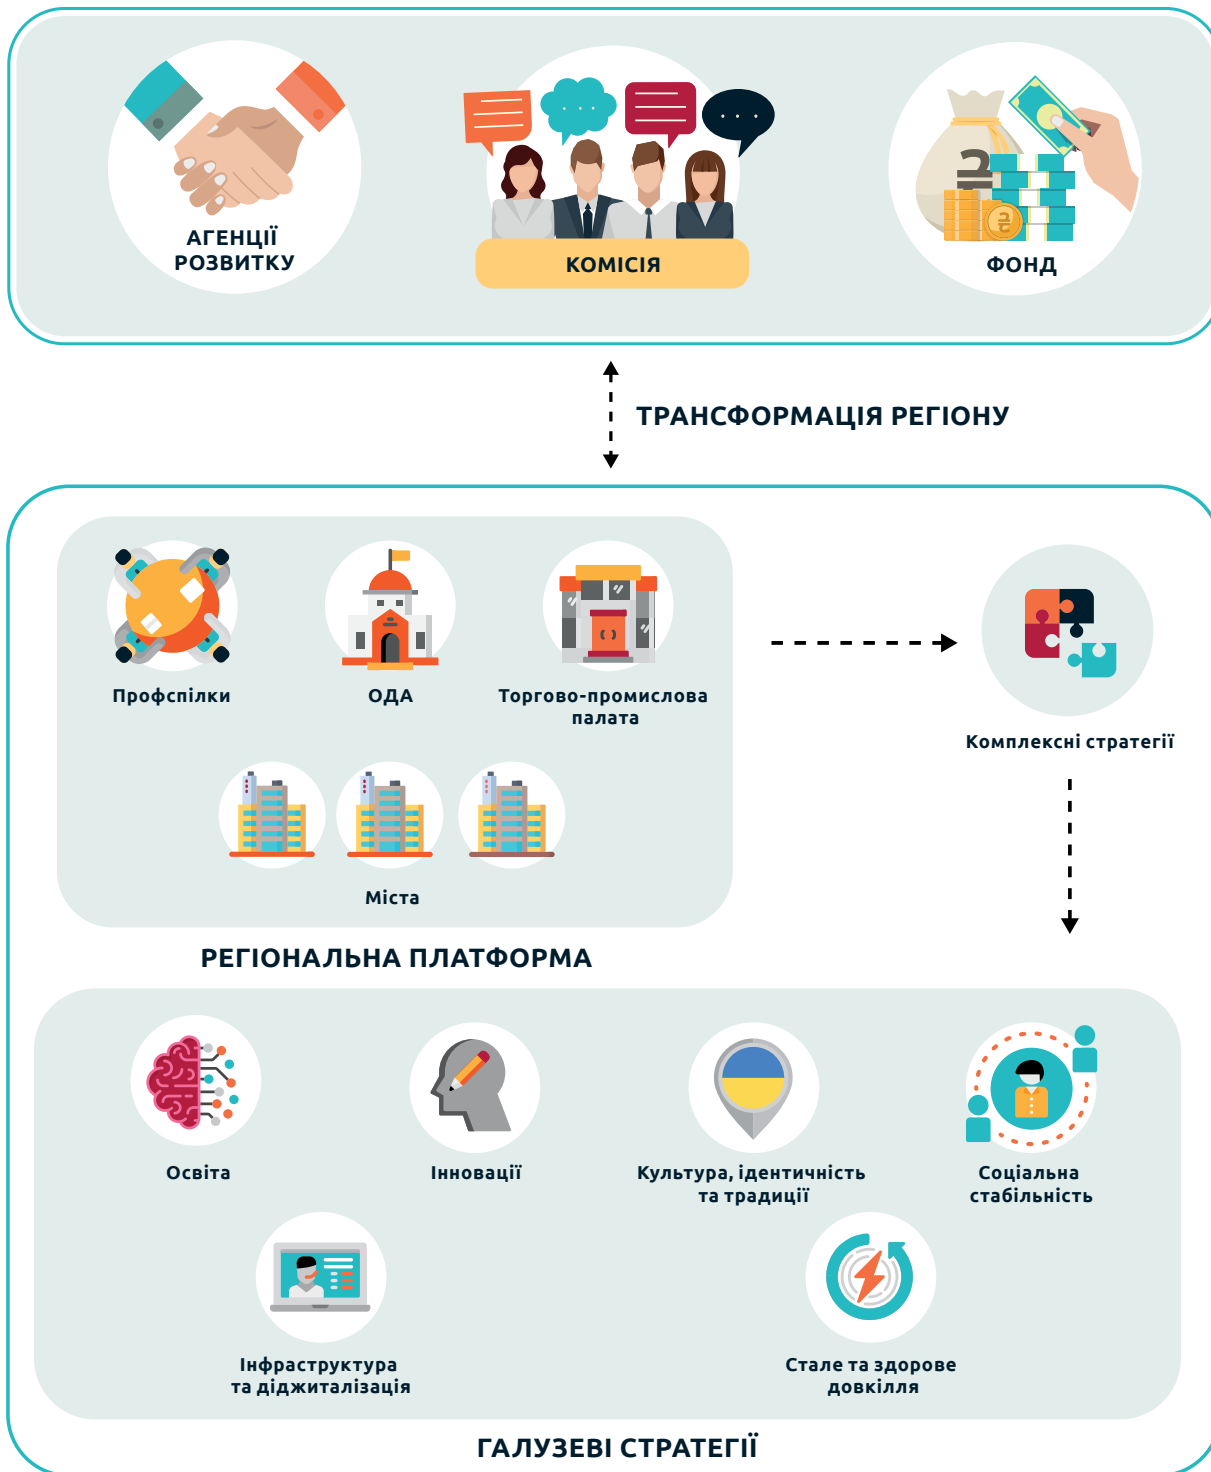 АГЕНЦІЇ
РОЗВИТКУ
КОМІСІЯ
ФОНД
ТРАНСФОРМАЦІЯ РЕГІОНУ
Профспілки
ОДА
Торгово-промислова
палата
Комплексні стратегії
Міста
РЕГІОНАЛЬНА ПЛАТФОРМА
Освіта
Інновації
Культура, ідентичність
та традиції
Соціальна
стабільність
Інфраструктура
та діджиталізація
Стале та здорове
довкілля
ГАЛУЗЕВІ СТРАТЕГІЇ